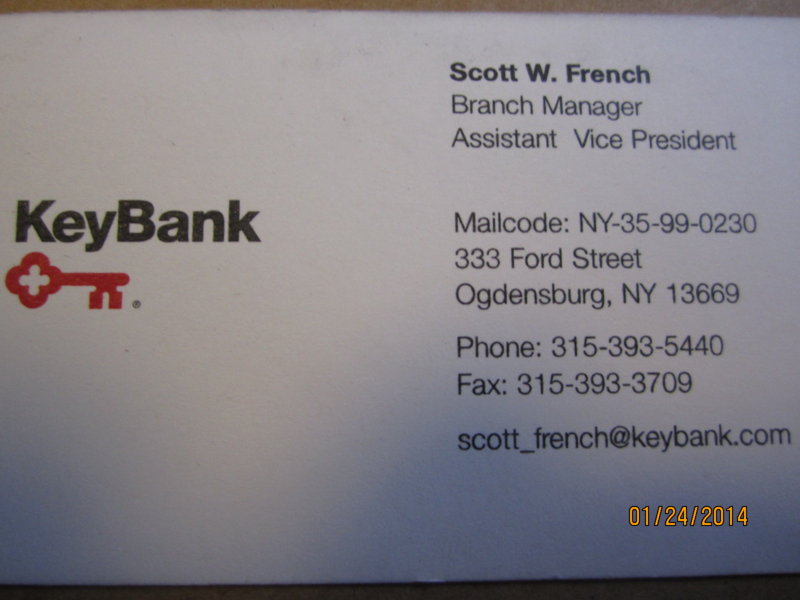 Scott W. French
Branch Manager
Assistant Vice President
KeyBank
®
Mailcode: NY-35-99-0230
333 Ford Street
Ogdensburg, NY 13669
Phone: 315-393-5440
Fax: 315-393-3709
scott_french@keybank.com
01/24/2014